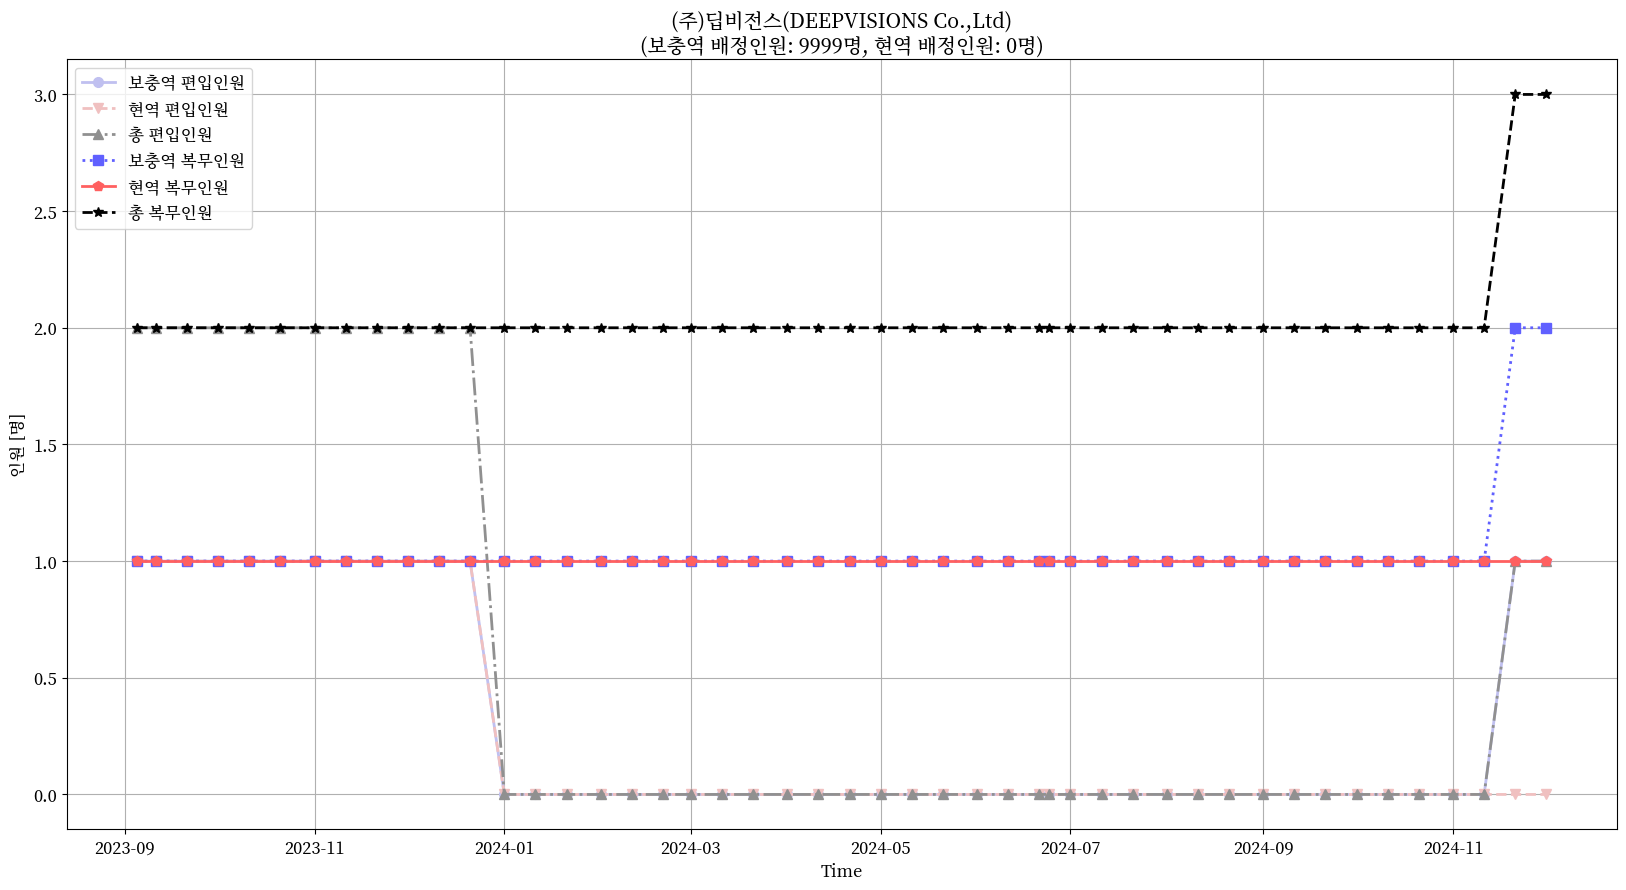 (주)딥비전스(DEEPVISIONS Co.,Ltd)
(보충역 배정인원: 9999명, 현역 배정인원: 0명)
보충역 편입인원
현역 편입인원
총 편입인원
보충역 복무인원
현역 복무인원
총 복무인원
3.0
2.5
2.0
1.5
1.0
0.5
0.0
인원 [명]
2023-09 2023-11 2024-01 2024-03 2024-05 2024-07 2024-09 2024-11
Time